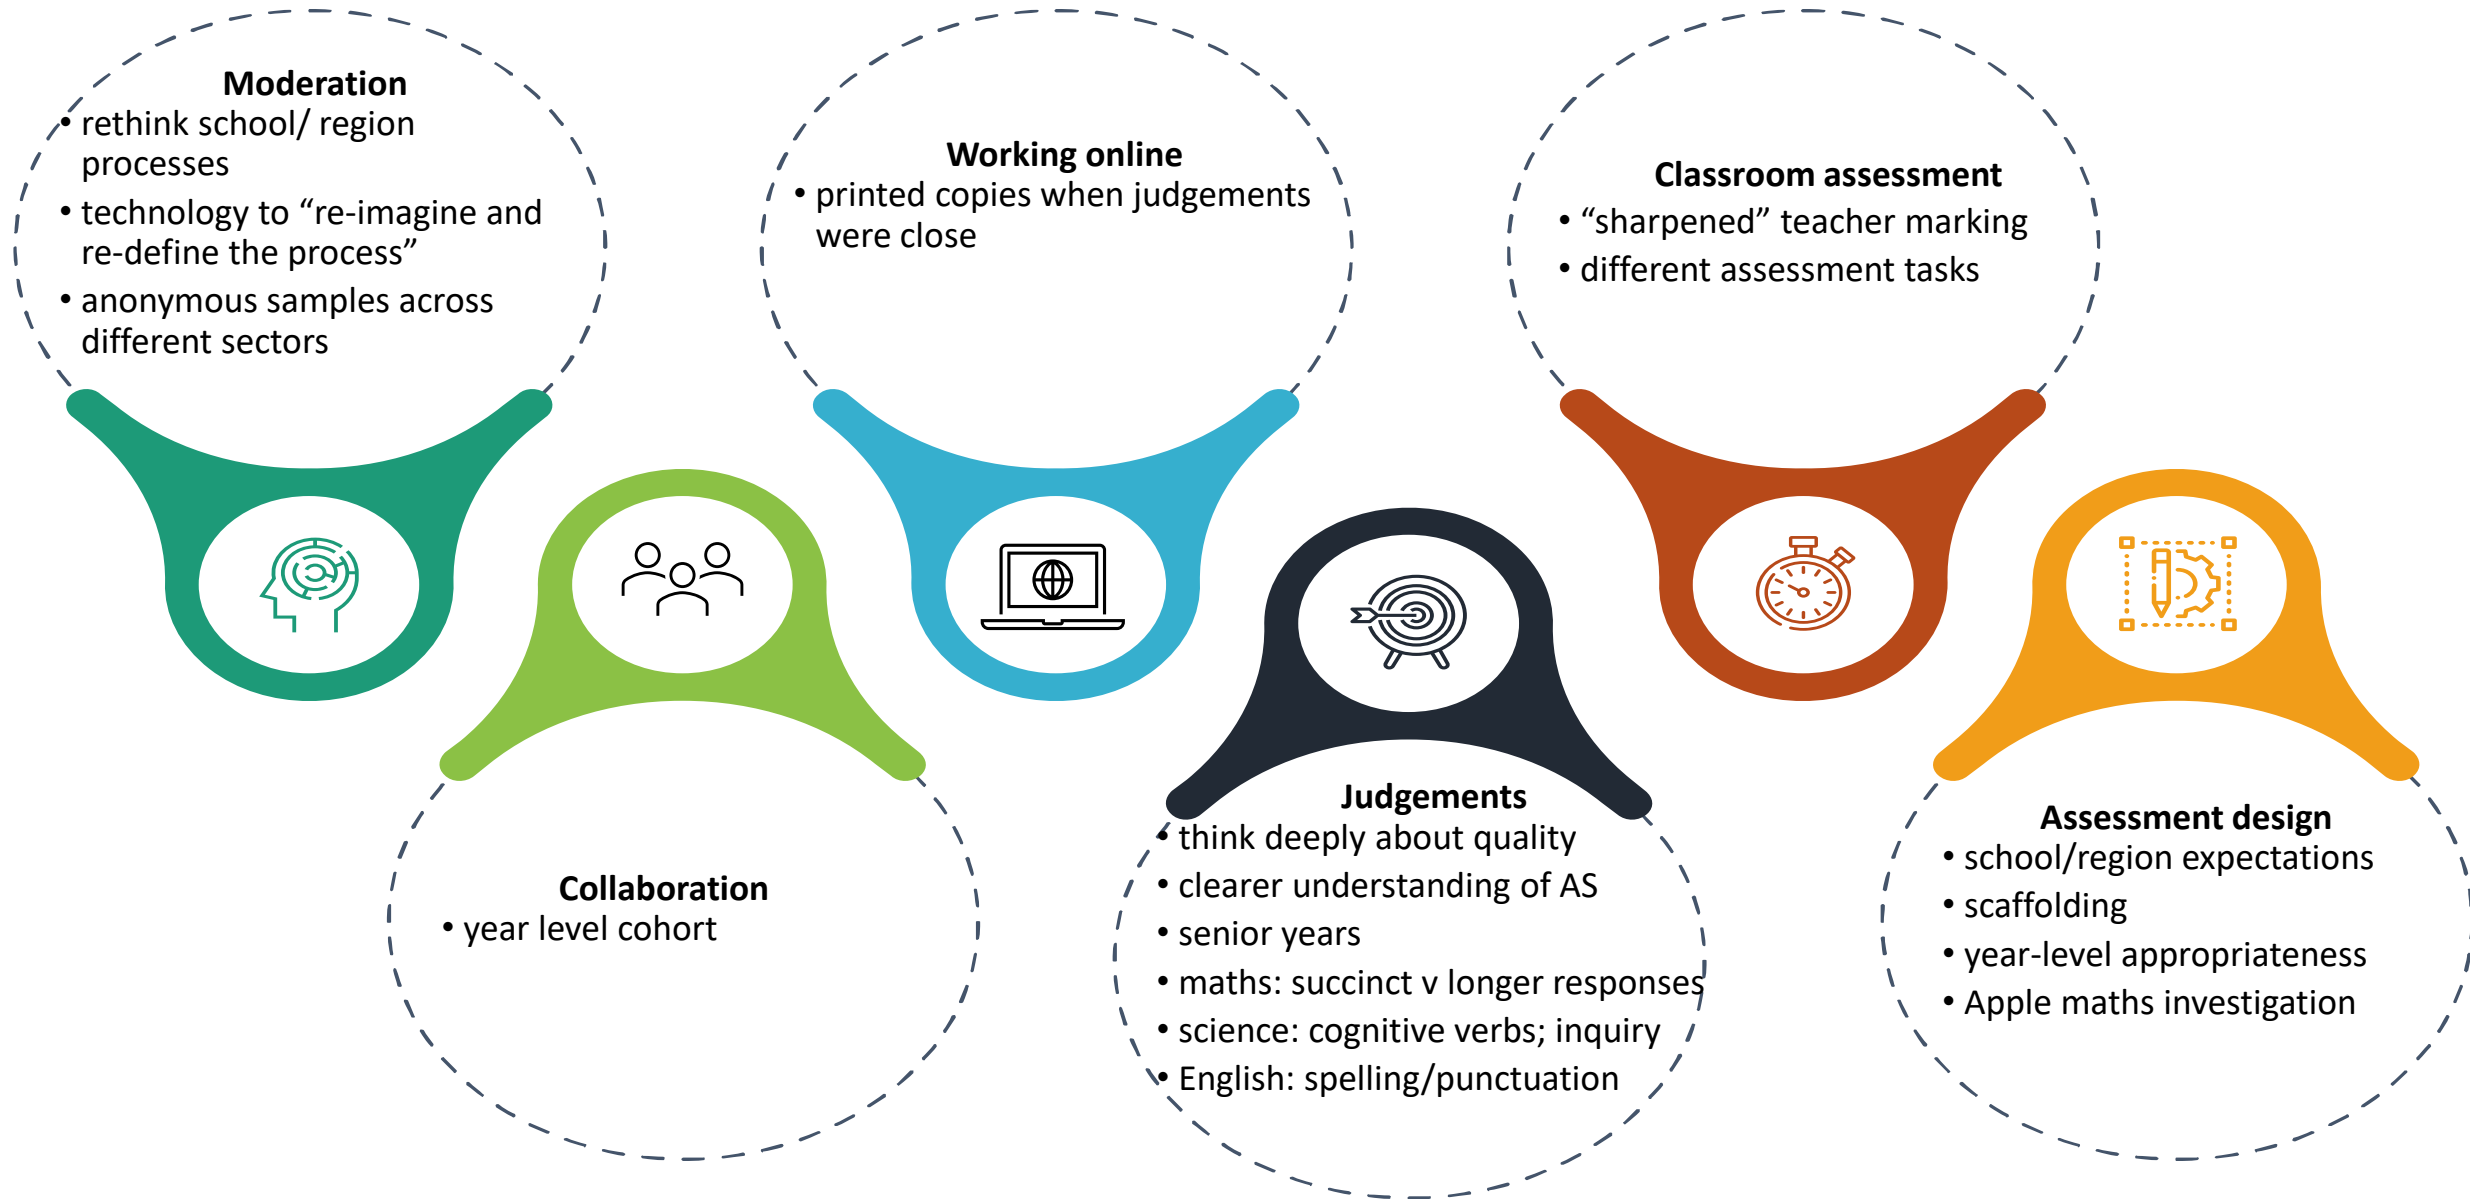 Moderation
• rethink school/ region
processes
• technology to “re-imagine and
re-define the process”
• anonymous samples across
different sectors
Collaboration
• year level cohort
Working online
• printed copies when judgements
were close
Judgements
• think deeply about quality
• clearer understanding of AS
• senior years
• maths: succinct v longer responses
• science: cognitive verbs; inquiry
• English: spelling/punctuation
Classroom assessment
• “sharpened” teacher marking
• different assessment tasks
Assessment design
• school/region expectations
• scaffolding
• year-level appropriateness
• Apple maths investigation